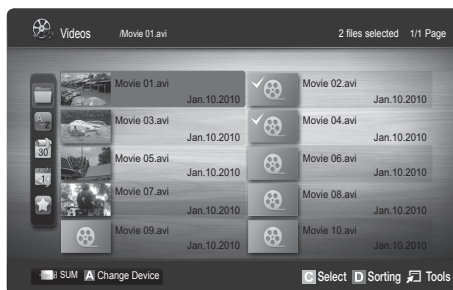 Videos /Movie 01.avi 2 files selected 1/1 Page
Movie 01.avi Movie 02.avi
Jan.10.2010 Jan.10.2010
Movie 03.avi Movie 04.avi
Jan.10.2010 Jan.10.2010
Movie 05.avi Movie 06.avi
Jan.10.2010 Jan.10.2010
Movie 07.avi Movie 08.avi
Jan.10.2010 Jan.10.2010
Movie 09.avi Movie 10.avi
Jan.10.2010 Jan.10.2010
SUM A Change Device C Select D Sorting Tools